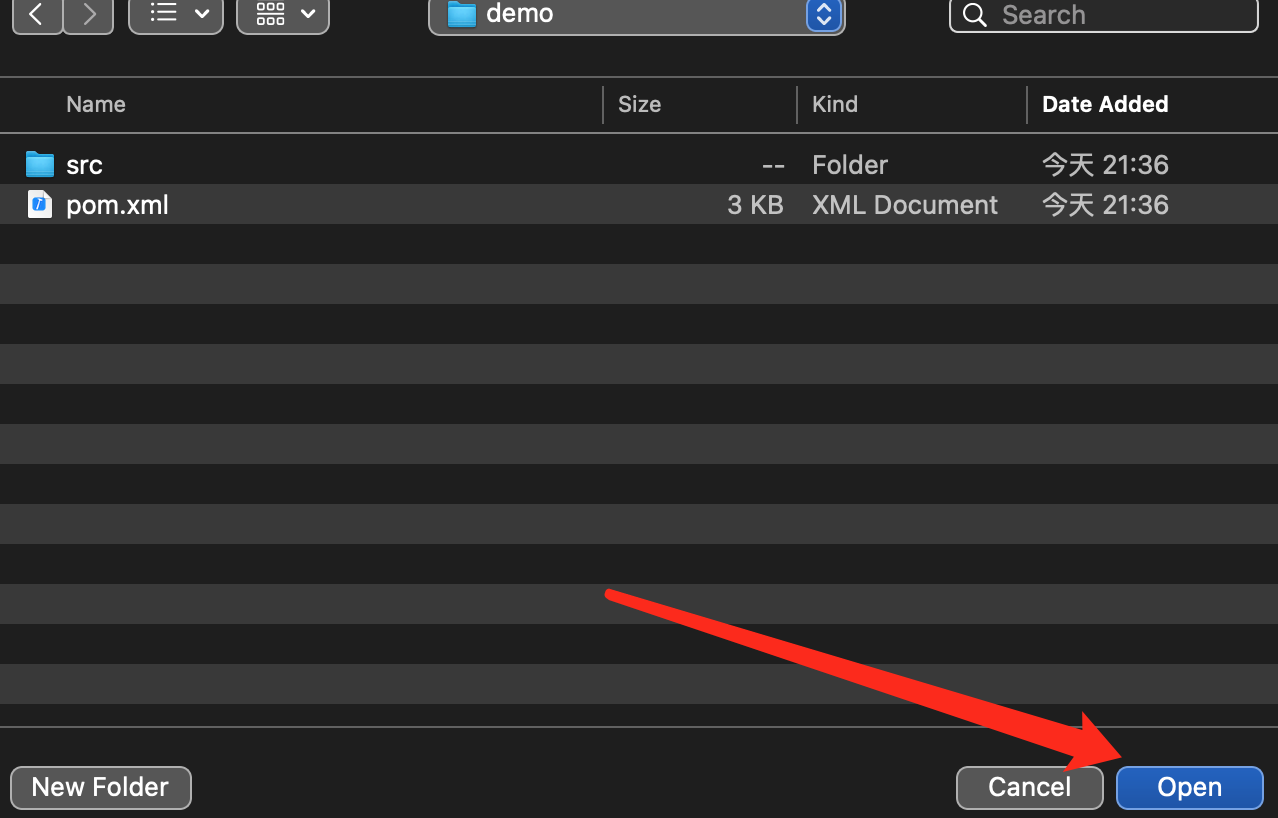 demo
Search
Name Size Kind Date Added
src -- Folder 今天 21:36
pom.xml 3 KB XML Document 今天 21:36
New Folder Cancel Open